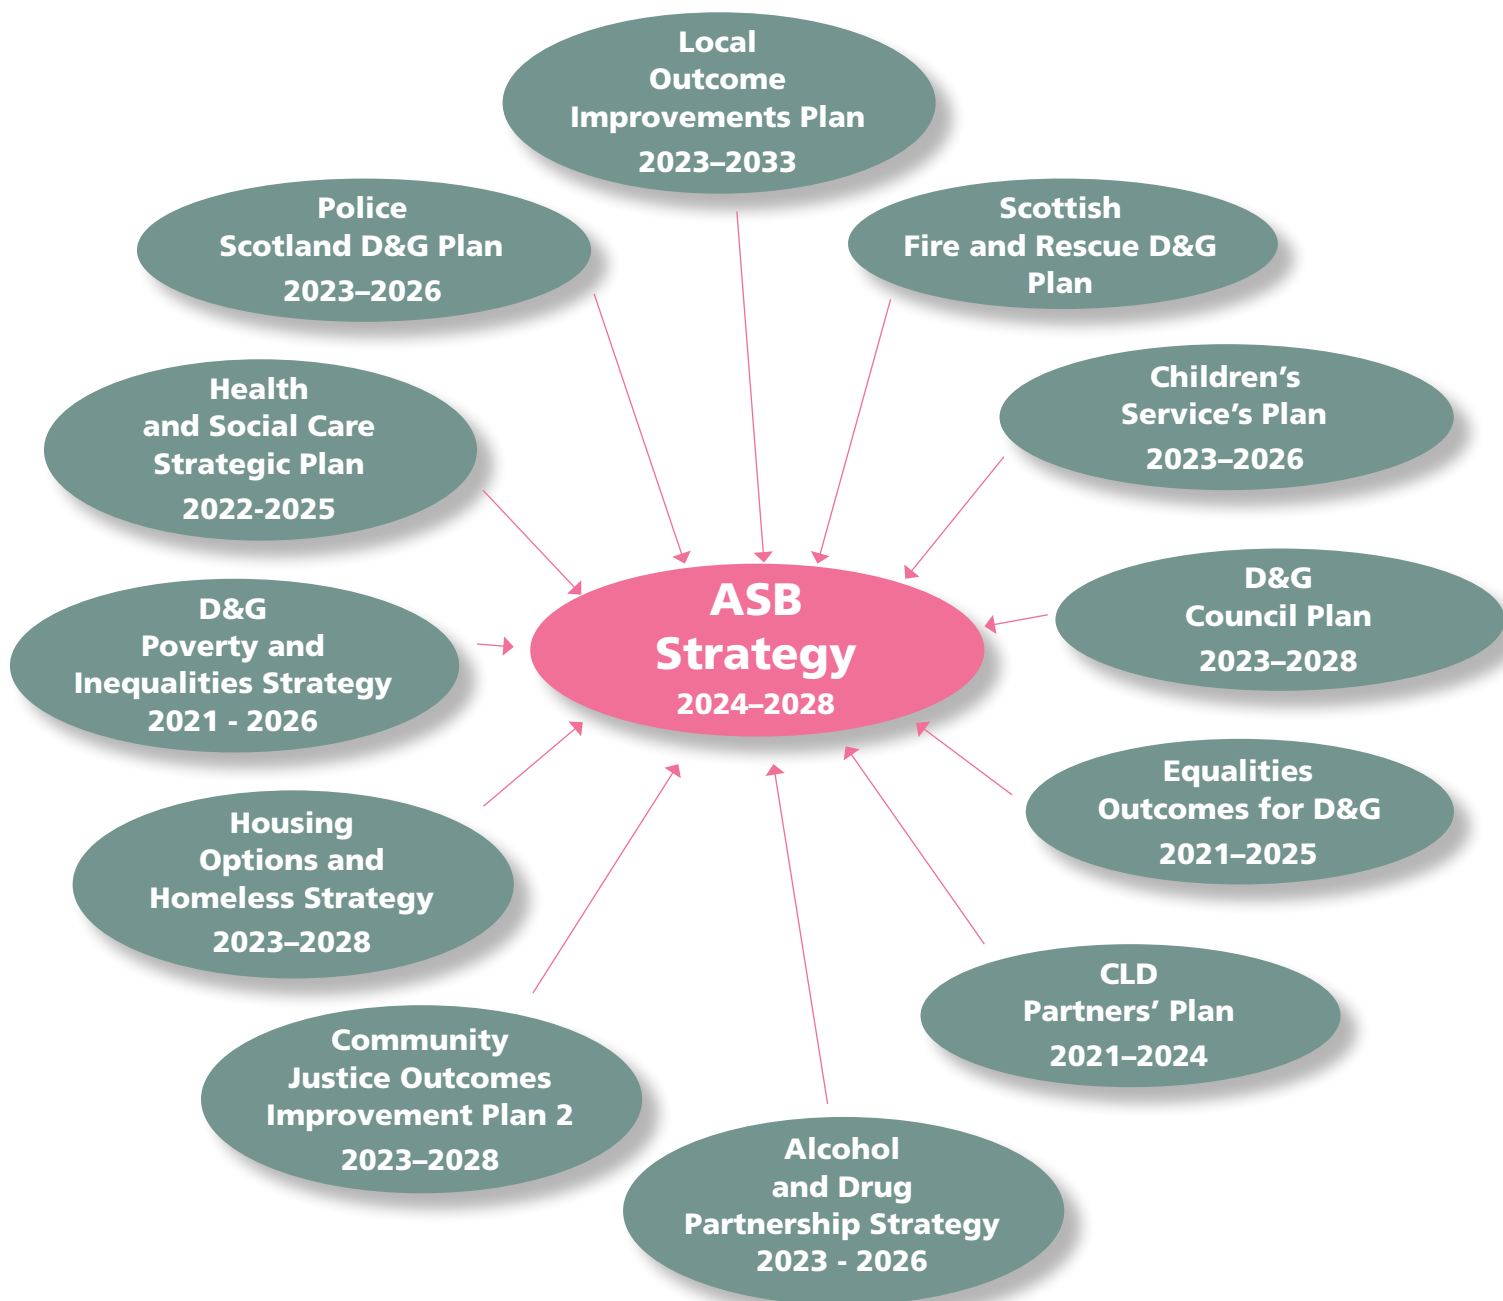 Local
Outcome
Improvements Plan
2023–2033
Police
Scotland D&G Plan
2023–2026
Scottish
Fire and Rescue D&G
Plan
Health
and Social Care
Strategic Plan
2022-2025
Children’s
Service’s Plan
2023–2026
D&G
Poverty and
Inequalities Strategy
2021 - 2026
ASB
Strategy
2024–2028
D&G
Council Plan
2023–2028
Housing
Options and
Homeless Strategy
2023–2028
Equalities
Outcomes for D&G
2021–2025
Community
Justice Outcomes
Improvement Plan 2
2023–2028
CLD
Partners’ Plan
2021–2024
Alcohol
and Drug
Partnership Strategy
2023 - 2026